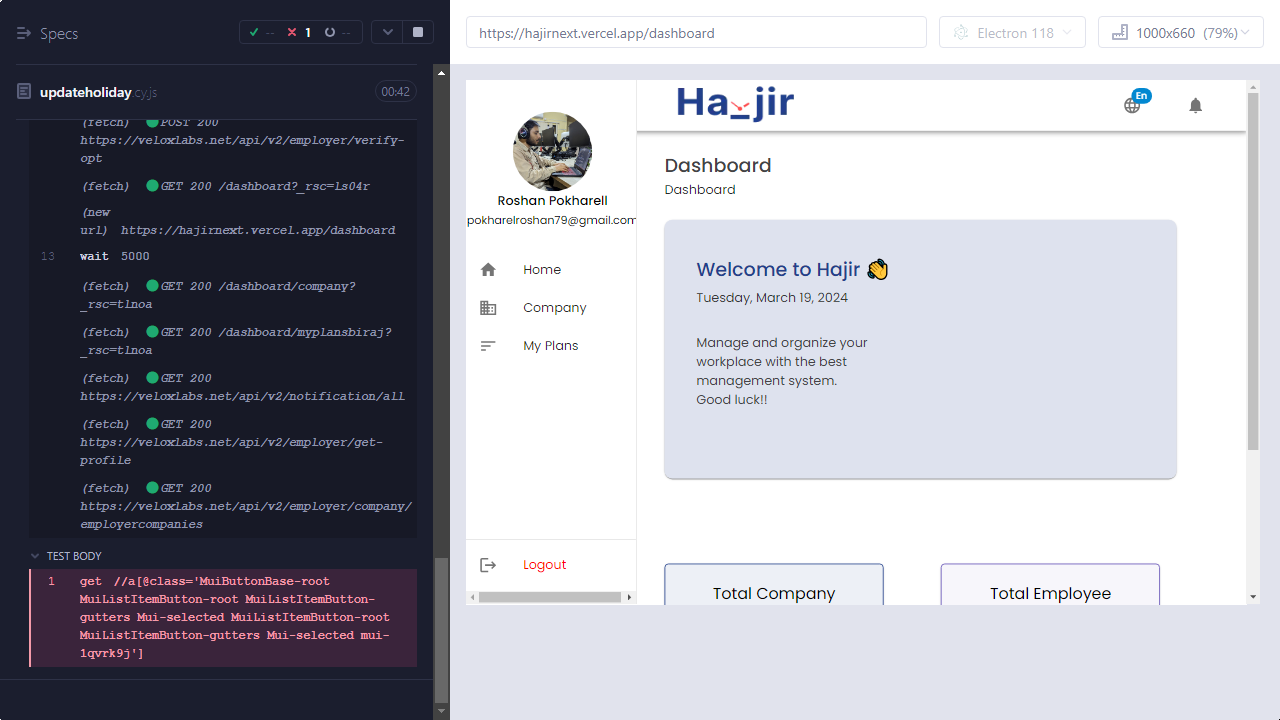 Specs
-- 1 --
updateholiday.cy.js
00:42
(fetch) POST 200
https://veloxlabs.net/api/v2/employer/verify-
opt
(fetch) GET 200 /dashboard?_rsc=1s04r
(new
url) https://hajirnext.vercel.app/dashboard
13 wait 5000
(fetch) GET 200 /dashboard/company?
_rsc=tlnoa
(fetch) GET 200 /dashboard/myplansbiraj?
_rsc=tlnoa
(fetch) GET 200
https://veloxlabs.net/api/v2/notification/all
(fetch) GET 200
https://veloxlabs.net/api/v2/employer/get-
profile
(fetch) GET 200
https://veloxlabs.net/api/v2/employer/company/
employercompanies
TEST BODY
1 get //a[@class='MuiButtonBase-root
MuiListItemButton-root MuiListItemButton-
gutters Mui-selected MuiListItemButton-root
MuiListItemButton-gutters Mui-selected mui-
1qvrk9j']
https://hajirnext.vercel.app/dashboard
Electron 118
1000x660 (79%)
Hajir
En
Roshan Pokharell
pokharelroshan79@gmail.com
Home
Company
My Plans
Logout
Dashboard
Dashboard
Welcome to Hajir 👋
Tuesday, March 19, 2024
Manage and organize your
workplace with the best
management system.
Good luck!!
Total Company
Total Employee